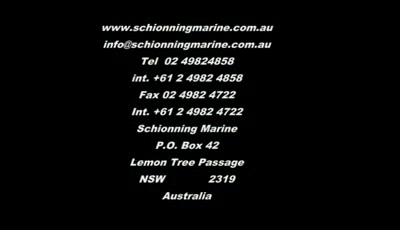 www.schionningmarine.com.au
info@schionningmarine.com.au
Tel 02 49824858
int. +61 2 4982 4858
Fax 02 4982 4722
Int. +61 2 4982 4722
Schionning Marine
P.O. Box 42
Lemon Tree Passage
NSW 2319
Australia